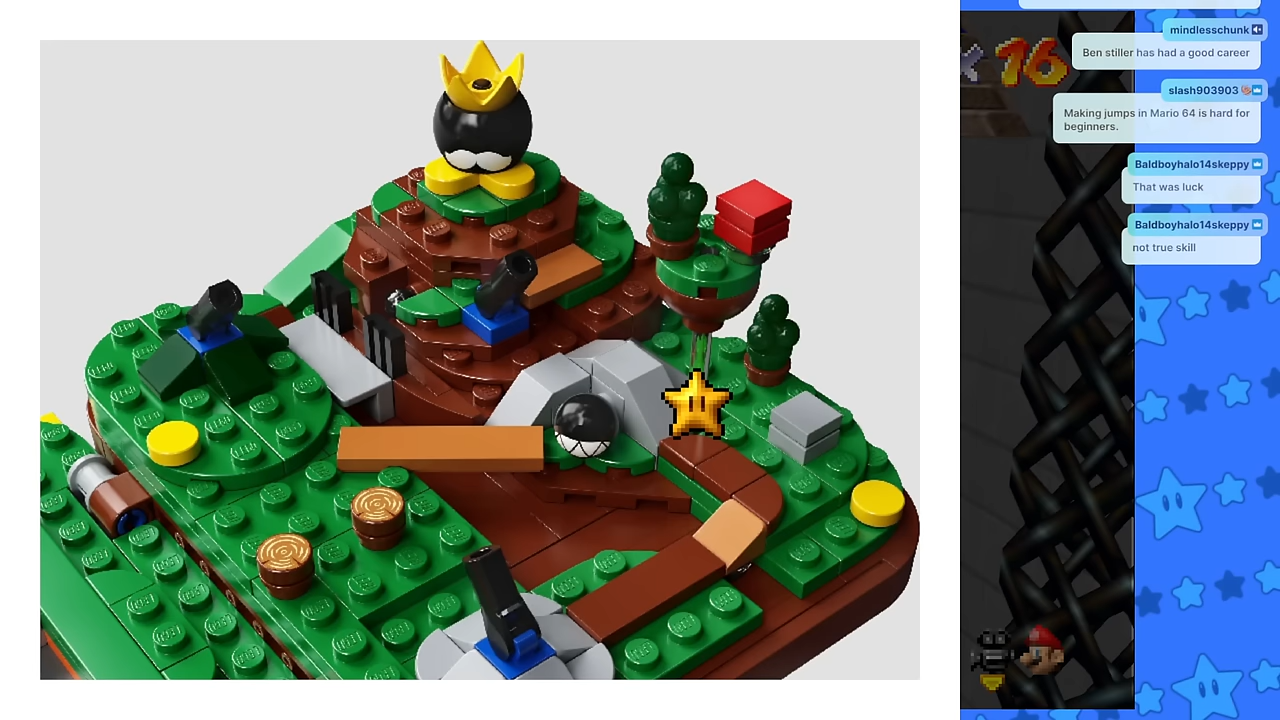 mindlesschunk
Ben stiller has had a good career
x 16
slash903903
Making jumps in Mario 64 is hard for
beginners.
Baldboyhalo14skeppy
That was luck
Baldboyhalo14skeppy
not true skill